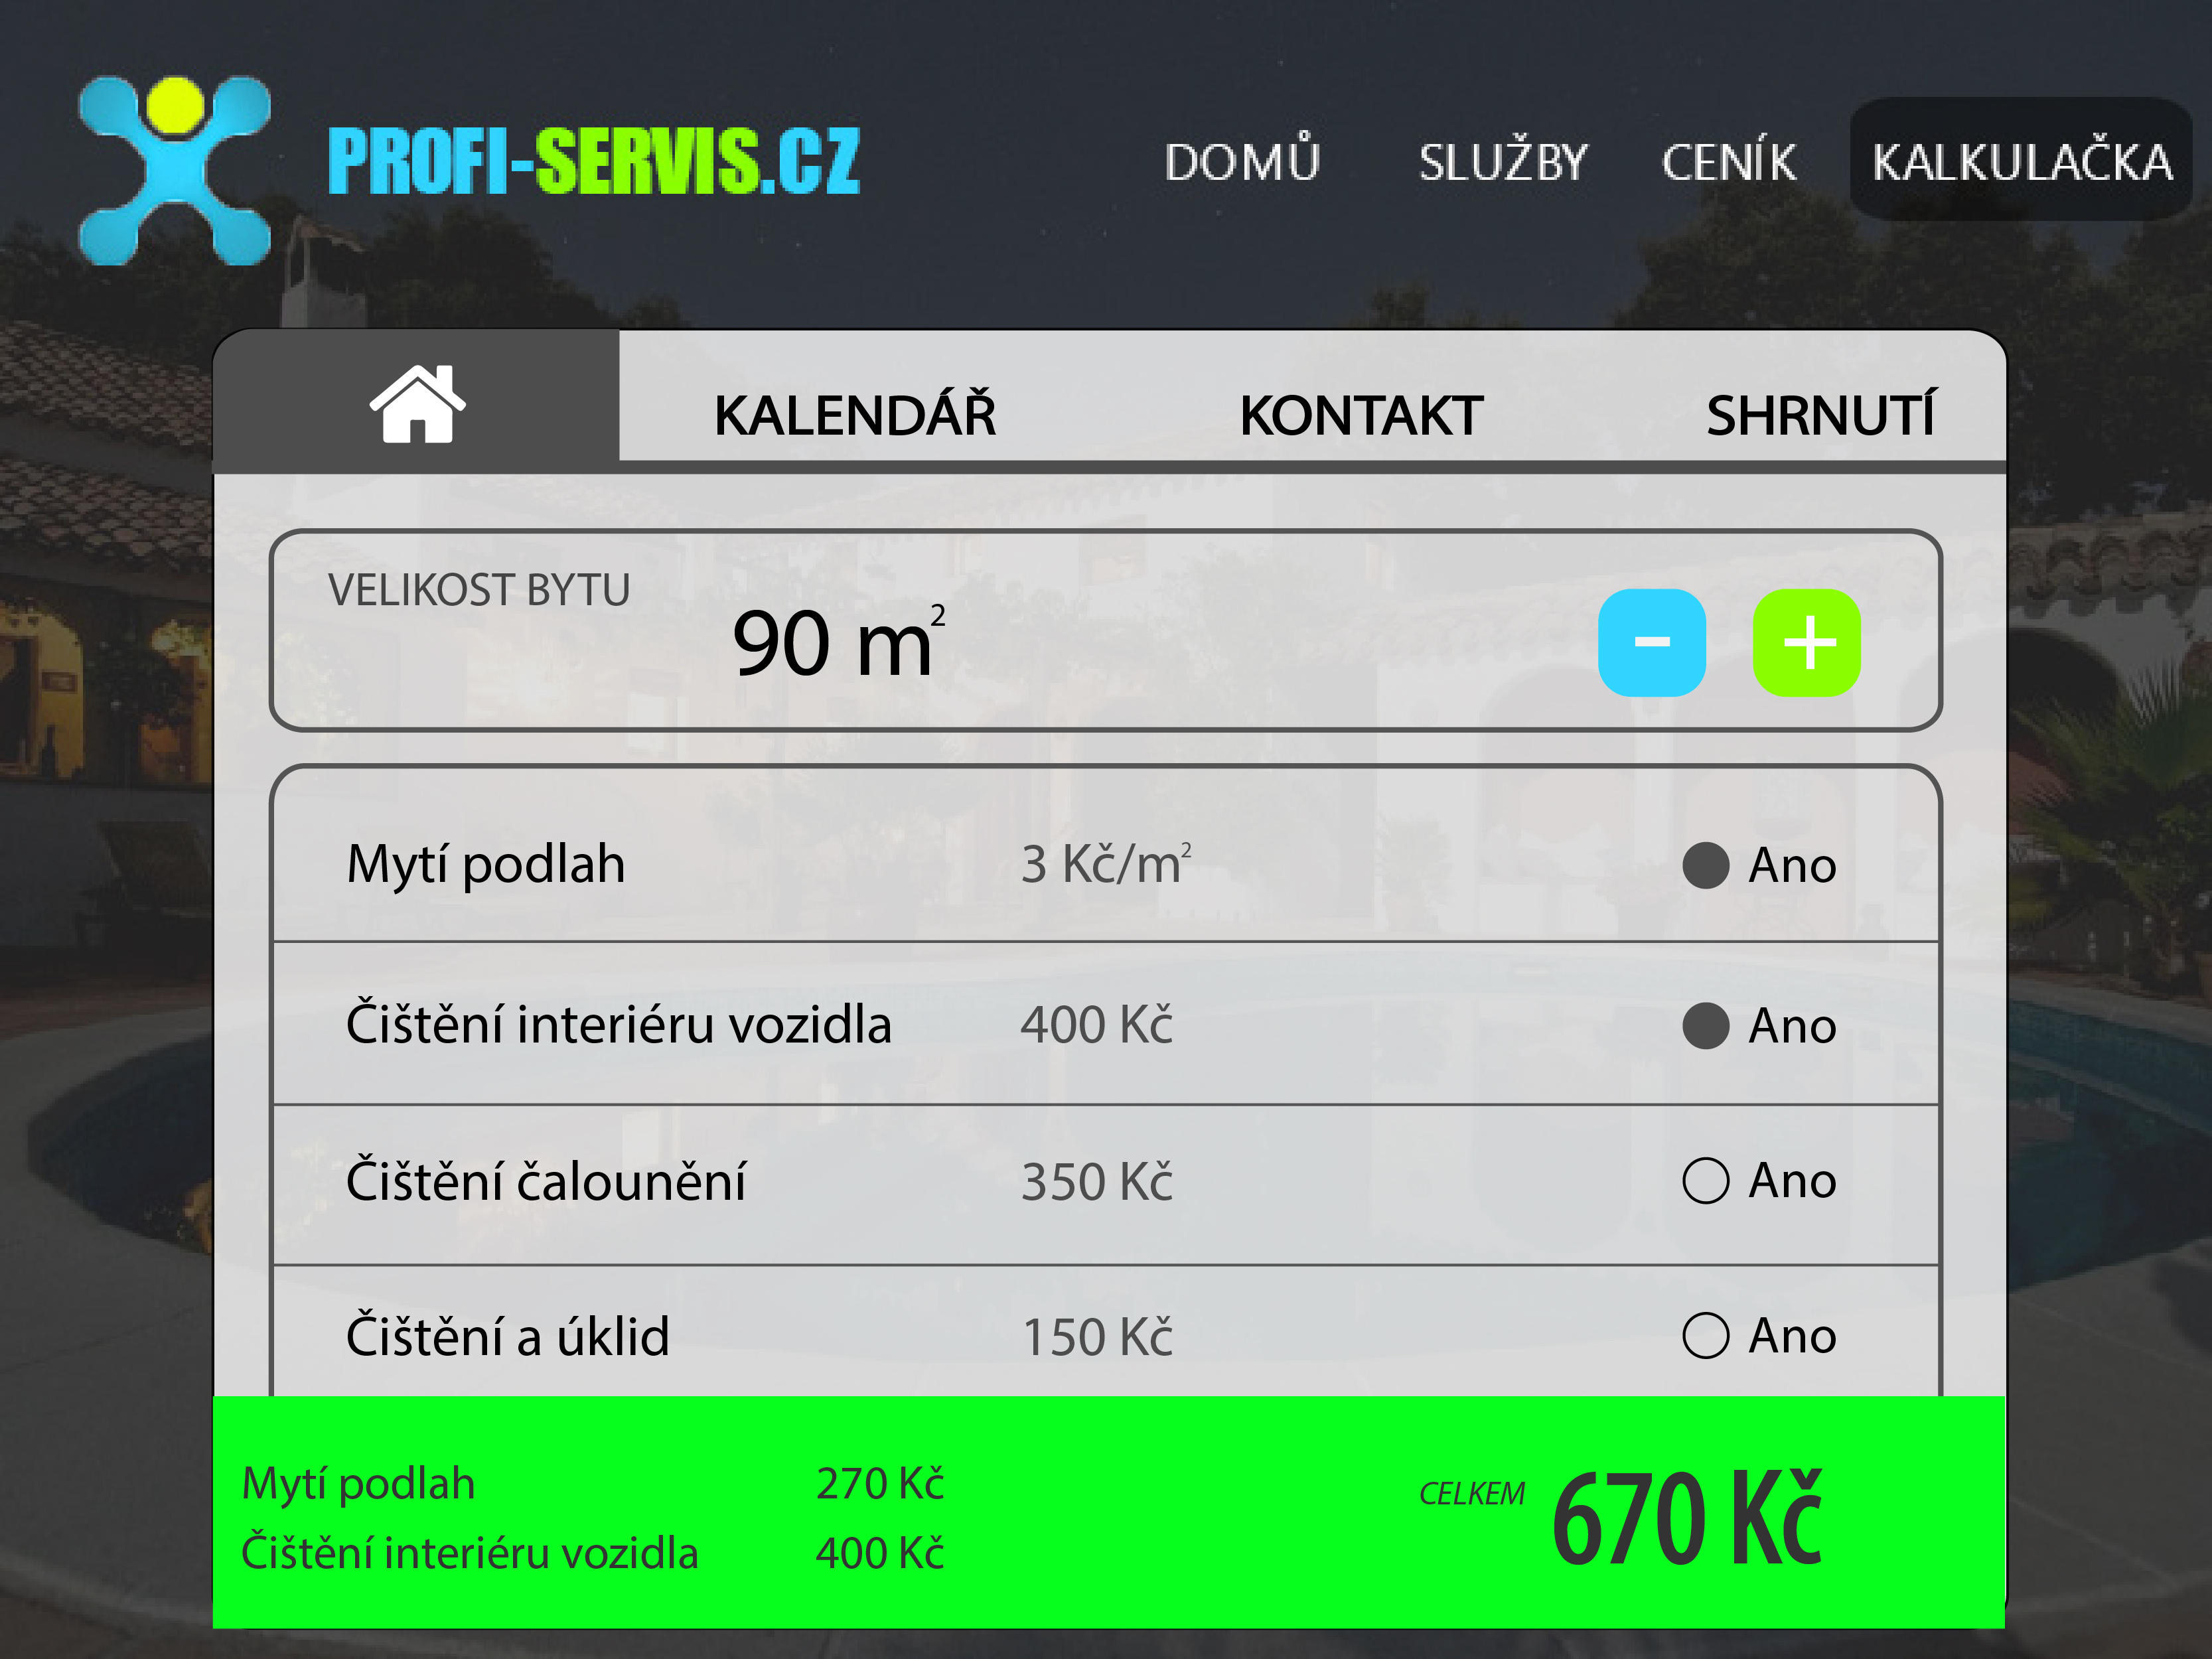 PROFI-SERVIS.CZ
DOMŮ SLUŽBY CENÍK KALKULAČKA
KALENDÁŘ KONTAKT SHRNUTÍ
VELIKOST BYTU
90 m²
- +
Mytí podlah 3 Kč/m² Ano
Čištění interiéru vozidla 400 Kč Ano
Čištění čalounění 350 Kč Ano
Čištění a úklid 150 Kč Ano
Mytí podlah 270 Kč
CELKEM 670 Kč
Čištění interiéru vozidla 400 Kč